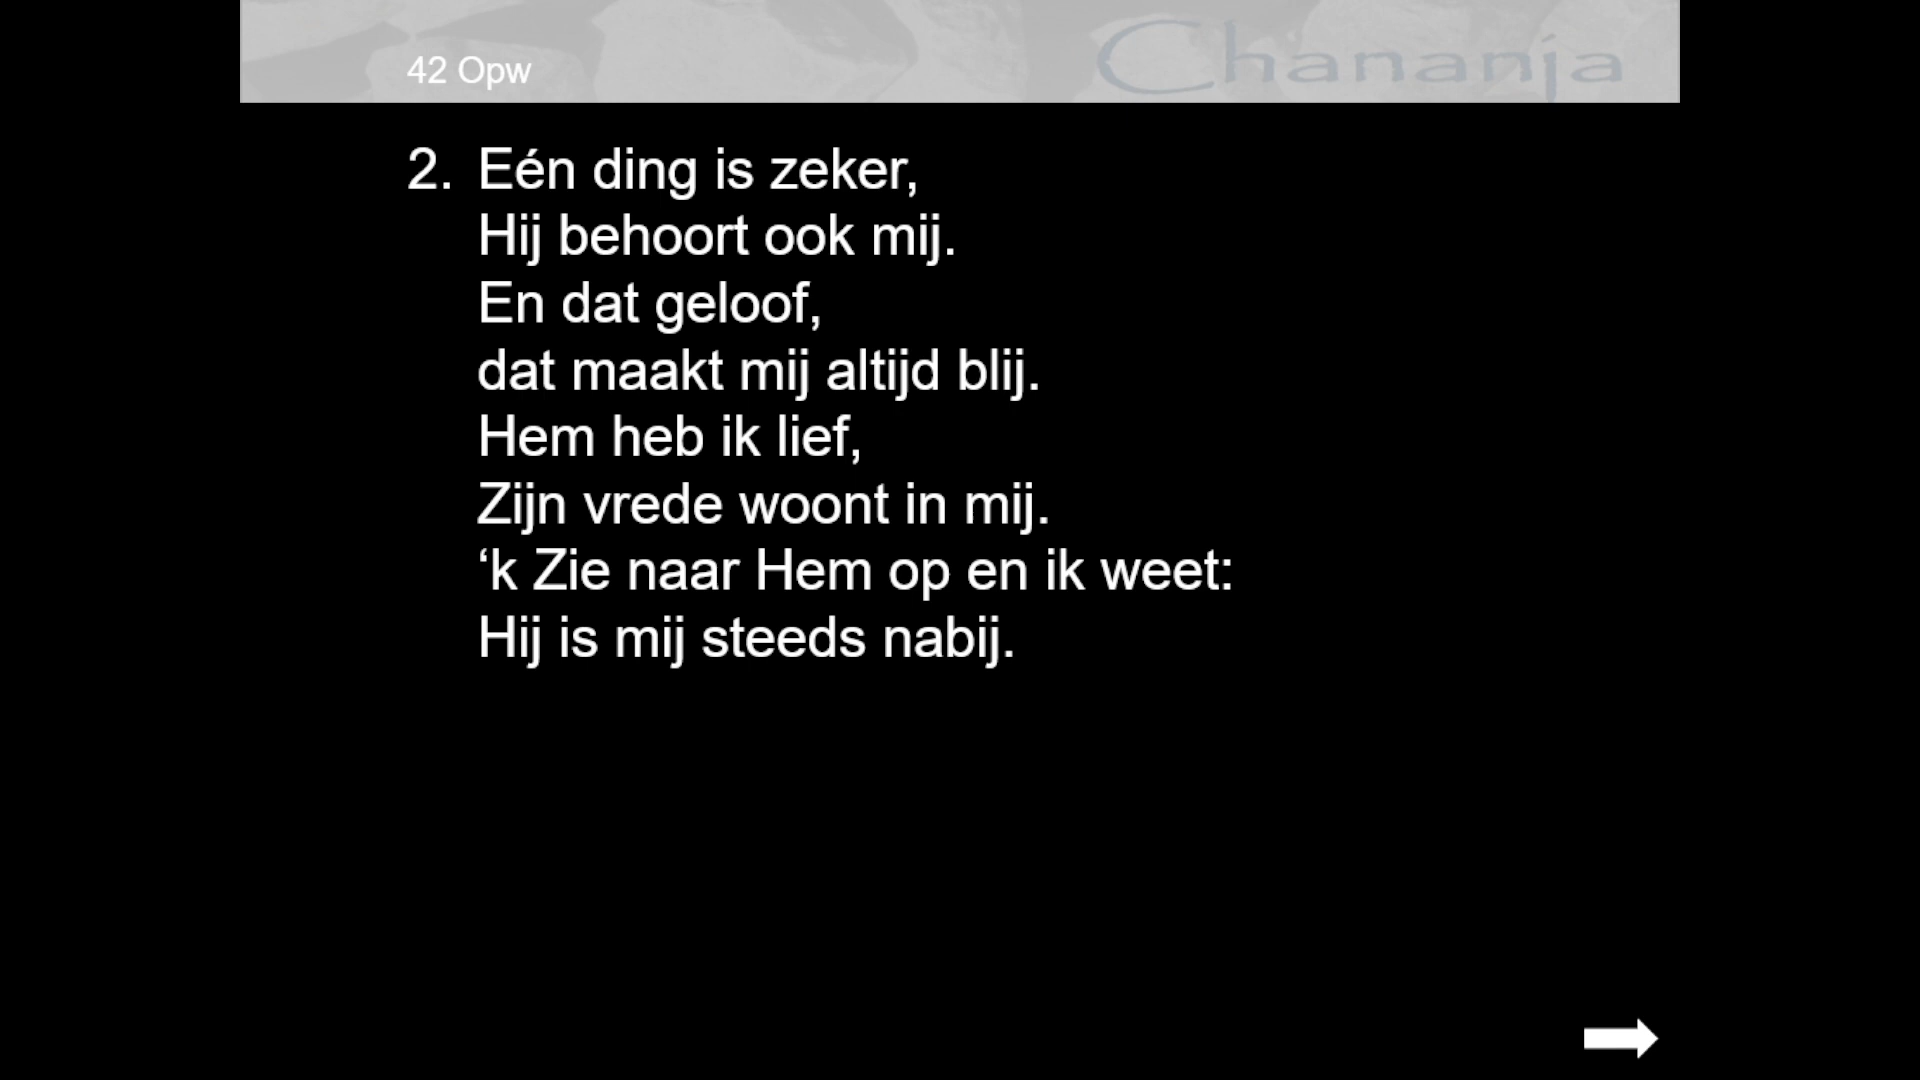 Chananja
42 Opw
2. Eén ding is zeker,
Hij behoort ook mij.
En dat geloof,
dat maakt mij altijd blij.
Hem heb ik lief,
Zijn vrede woont in mij.
‘k Zie naar Hem op en ik weet:
Hij is mij steeds nabij.